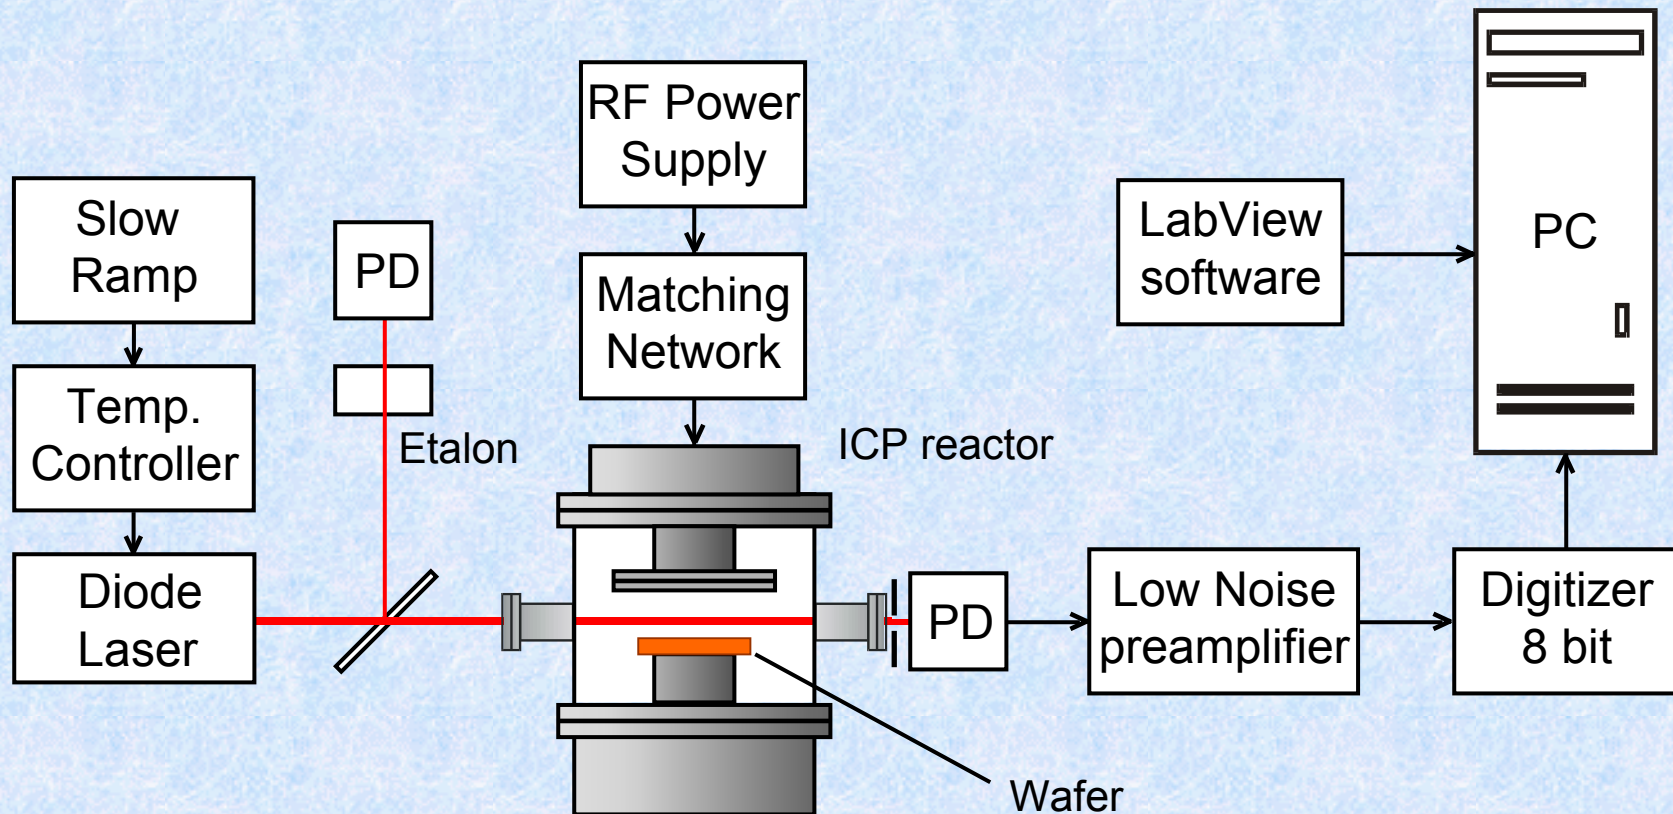 RF Power
Supply
Slow
Ramp
PD
LabView
software
PC
Matching
Network
Temp.
Controller
Etalon
ICP reactor
Diode
Laser
PD
Low Noise
preamplifier
Digitizer
8 bit
Wafer